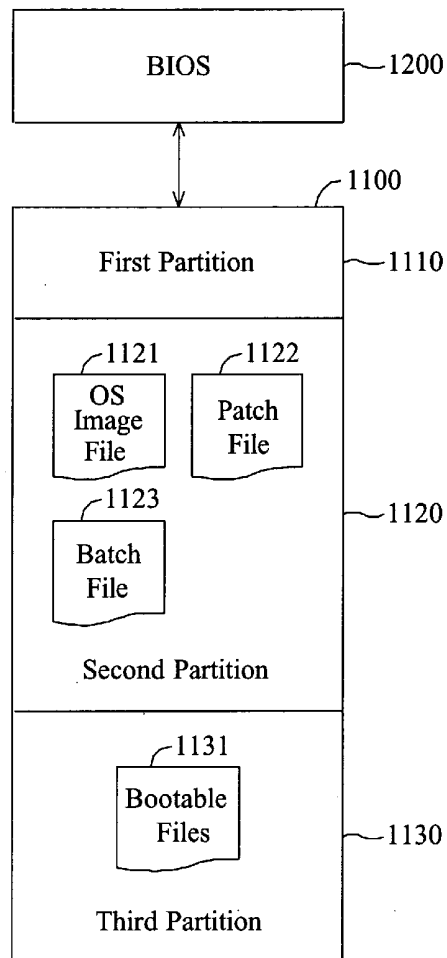 BIOS
1200
1100
First Partition
1110
1121
OS
Image
File
1122
Patch
File
1123
Batch
File
1120
Second Partition
1131
Bootable
Files
1130
Third Partition